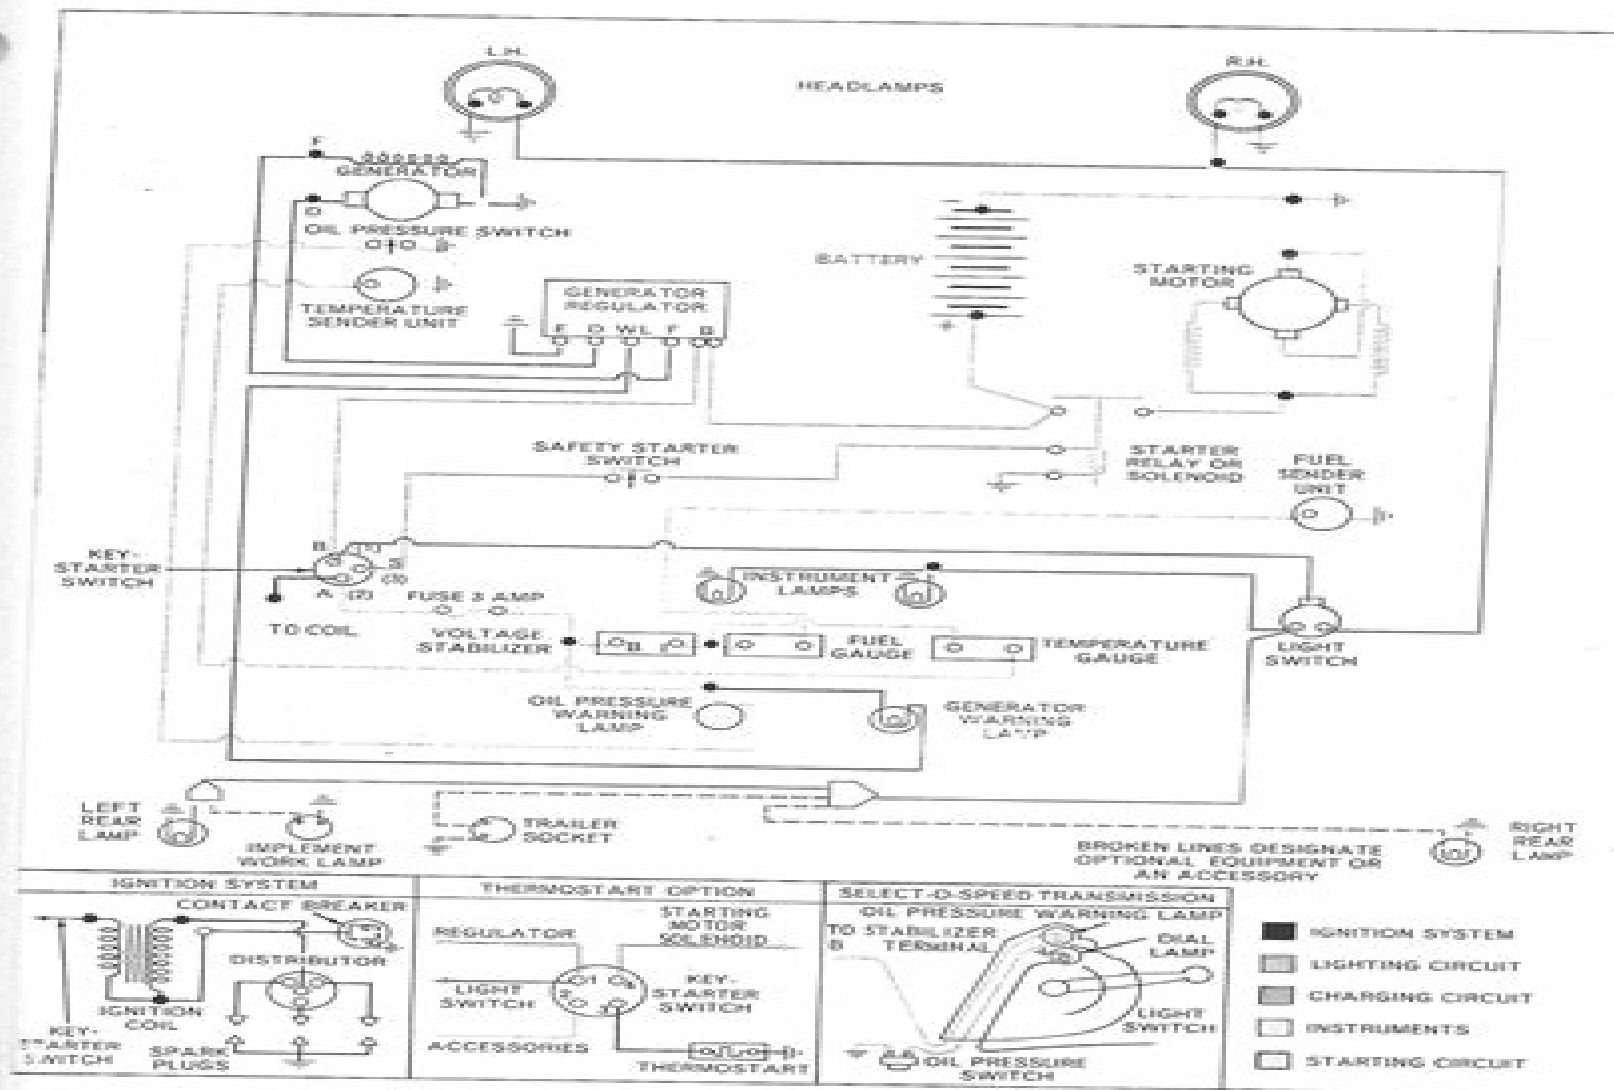 L.H.
R.H.
HEADLAMPS
F
GENERATOR
D
OIL PRESSURE SWITCH
TEMPERATURE
SENDER UNIT
GENERATOR
REGULATOR
D WL F B
BATTERY
STARTING
MOTOR
SAFETY STARTER
SWITCH
STARTER
RELAY OR
SOLENOID
FUEL
SENDER
UNIT
KEY-
STARTER
SWITCH
B
(3)
(2)
TO COIL
FUSE 3 AMP
INSTRUMENT
LAMPS
VOLTAGE
STABILIZER
B
FUEL
GAUGE
TEMPERATURE
GAUGE
LIGHT
SWITCH
OIL PRESSURE
WARNING
LAMP
GENERATOR
WARNING
LAMP
LEFT
REAR
LAMP
IMPLEMENT
WORK LAMP
TRAILER
SOCKET
BROKEN LINES DESIGNATE
OPTIONAL EQUIPMENT OR
AN ACCESSORY
RIGHT
REAR
LAMP
IGNITION SYSTEM
CONTACT BREAKER
DISTRIBUTOR
IGNITION
COIL
KEY-
STARTER
SWITCH
SPARK
PLUGS
THERMOSTART OPTION
REGULATOR
STARTING
MOTOR
SOLENOID
LIGHT
SWITCH
1
2
KEY-
STARTER
SWITCH
ACCESSORIES
THERMOSTART
SELECT-O-SPEED TRANSMISSION
OIL PRESSURE WARNING LAMP
TO STABILIZER
B TERMINAL
DIAL
LAMP
LIGHT
SWITCH
OIL PRESSURE
SWITCH
IGNITION SYSTEM
LIGHTING CIRCUIT
CHARGING CIRCUIT
INSTRUMENTS
STARTING CIRCUIT